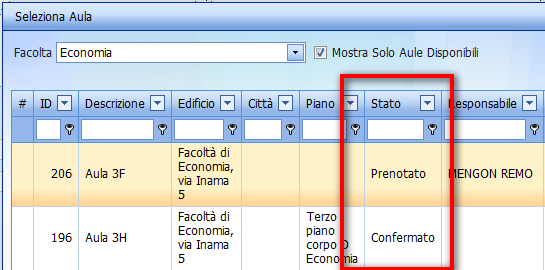 Seleziona Aula
Facolta Economia Mostra Solo Aule Disponibili
# ID Descrizione Edificio Città Piano Stato Responsabile
206 Aula 3F Facoltà di Economia, via Inama 5 Prenotato MENGON REMO
196 Aula 3H Facoltà di Economia, via Inama 5 Terzo piano corpo D Economia Confermato